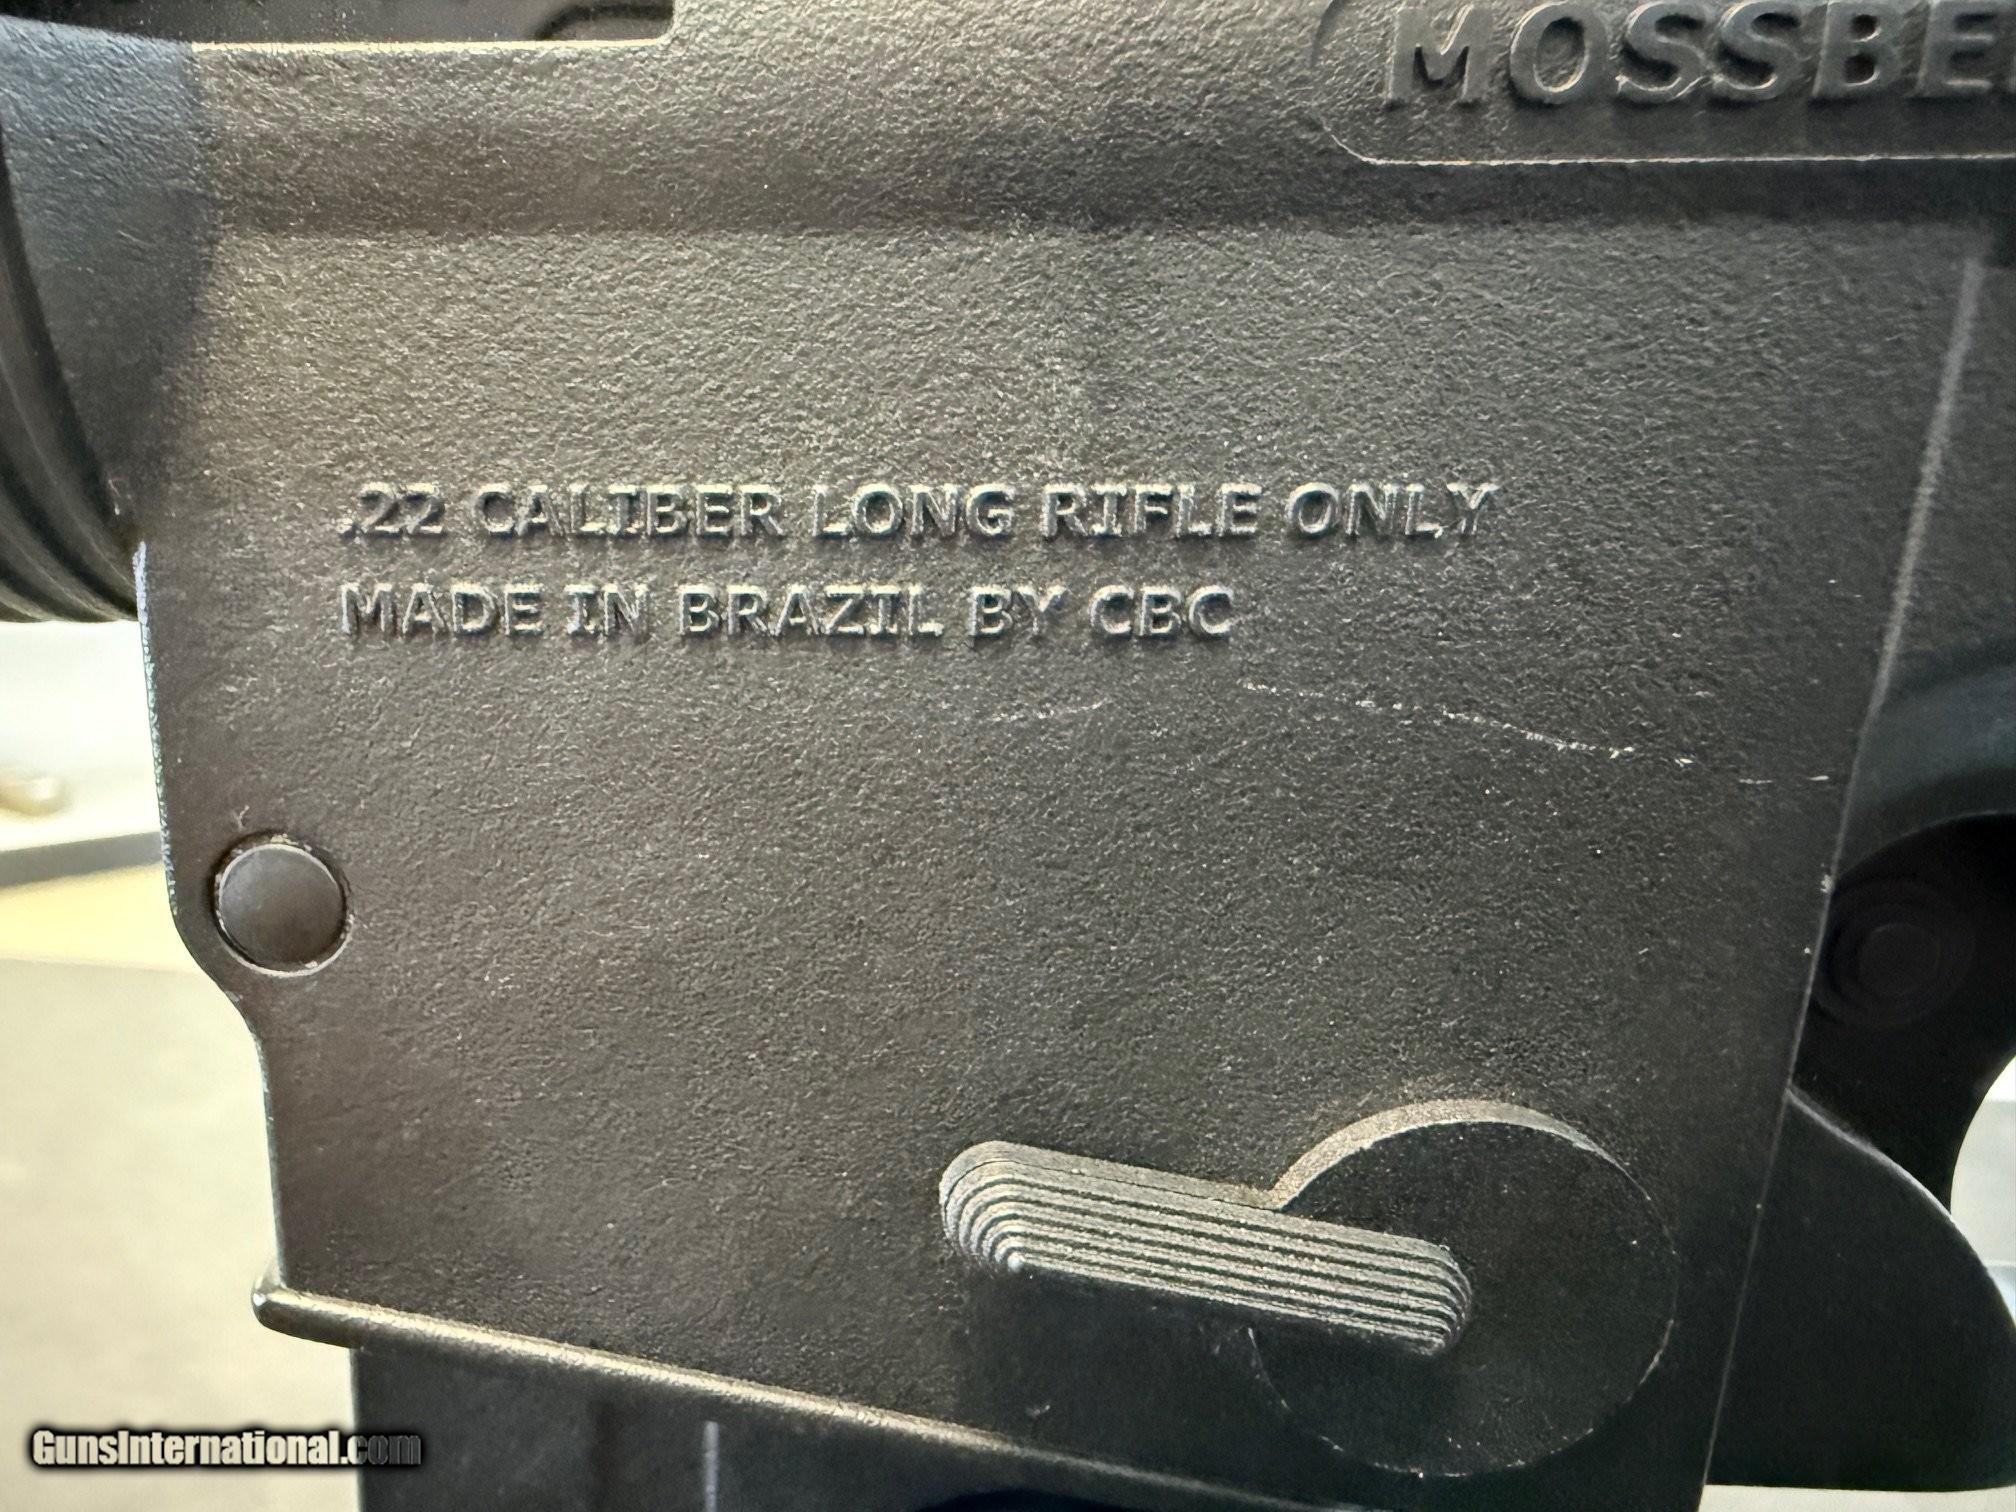 MOSSBE
.22 CALIBER LONG RIFLE ONLY
MADE IN BRAZIL BY CBC
GunsInternational.com